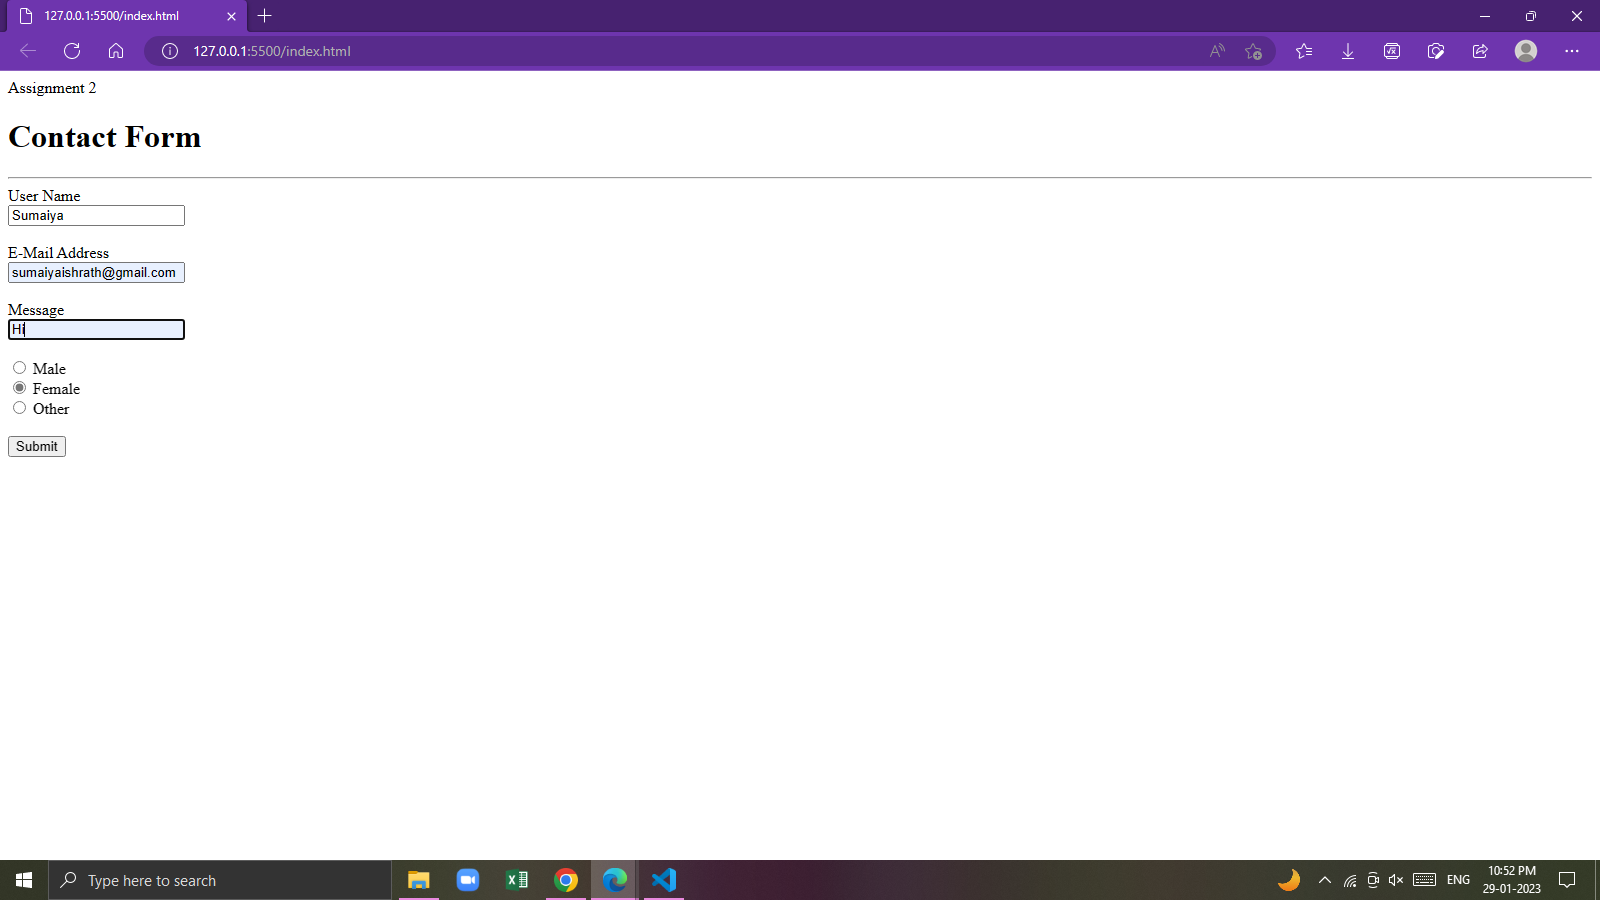 127.0.0.1:5500/index.html
127.0.0.1:5500/index.html
Assignment 2
Contact Form
User Name
Sumaiya
E-Mail Address
sumaiyaishrath@gmail.com
Message
Hi
Male
Female
Other
Submit
Type here to search
ENG
10:52 PM
29-01-2023